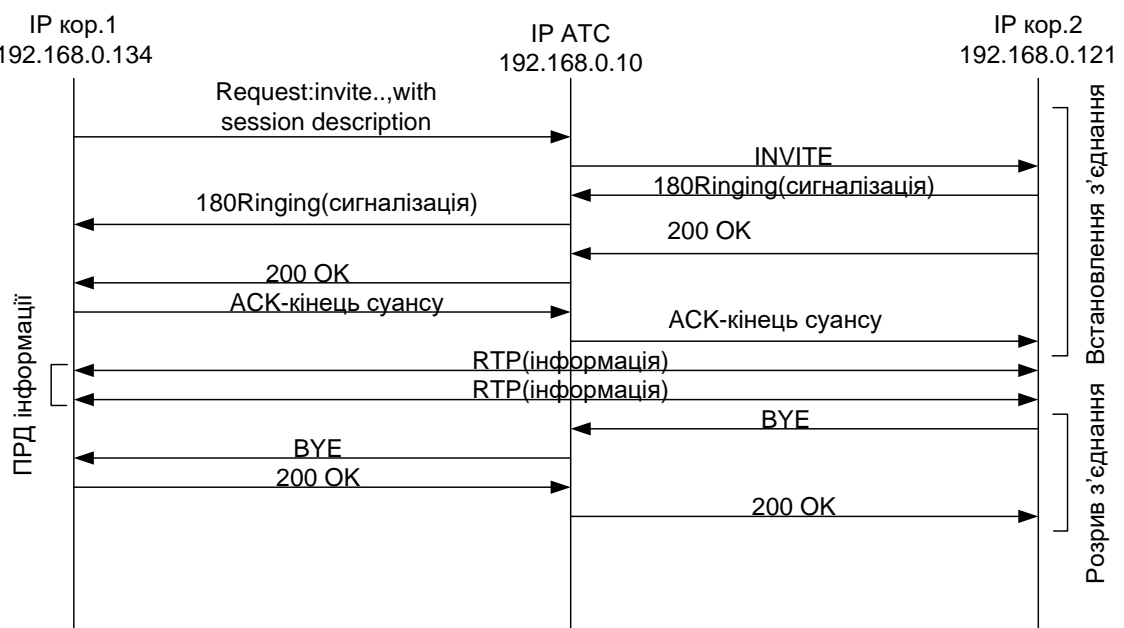 IP кор.1
192.168.0.134
IP АТС
192.168.0.10
IP кор.2
192.168.0.121
Request:invite..,with
session description
INVITE
180Ringing(сигналізація)
180Ringing(сигналізація)
200 OK
200 OK
ACK-кінець суансу
ACK-кінець суансу
RTP(інформація)
RTP(інформація)
BYE
BYE
200 OK
200 OK
ПРД інформації
Встановлення з’єднання
Розрив з’єднання